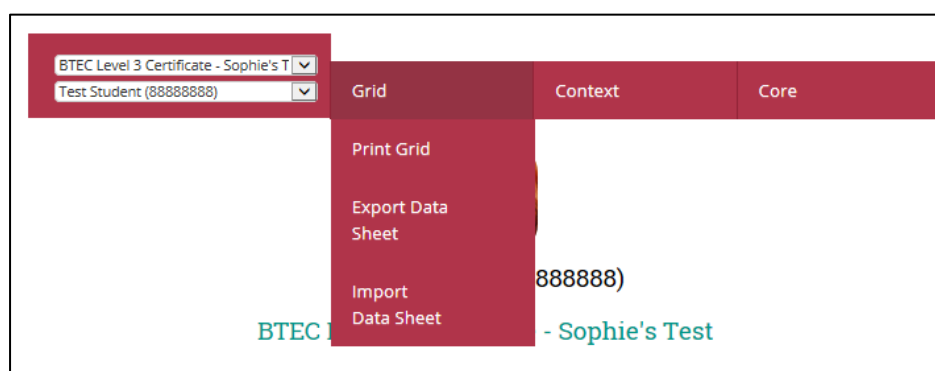 BTEC Level 3 Certificate - Sophie's T
Test Student (88888888)
Grid
Context
Core
Print Grid
Export Data
Sheet
Import
Data Sheet
888888)
BTEC
- Sophie's Test